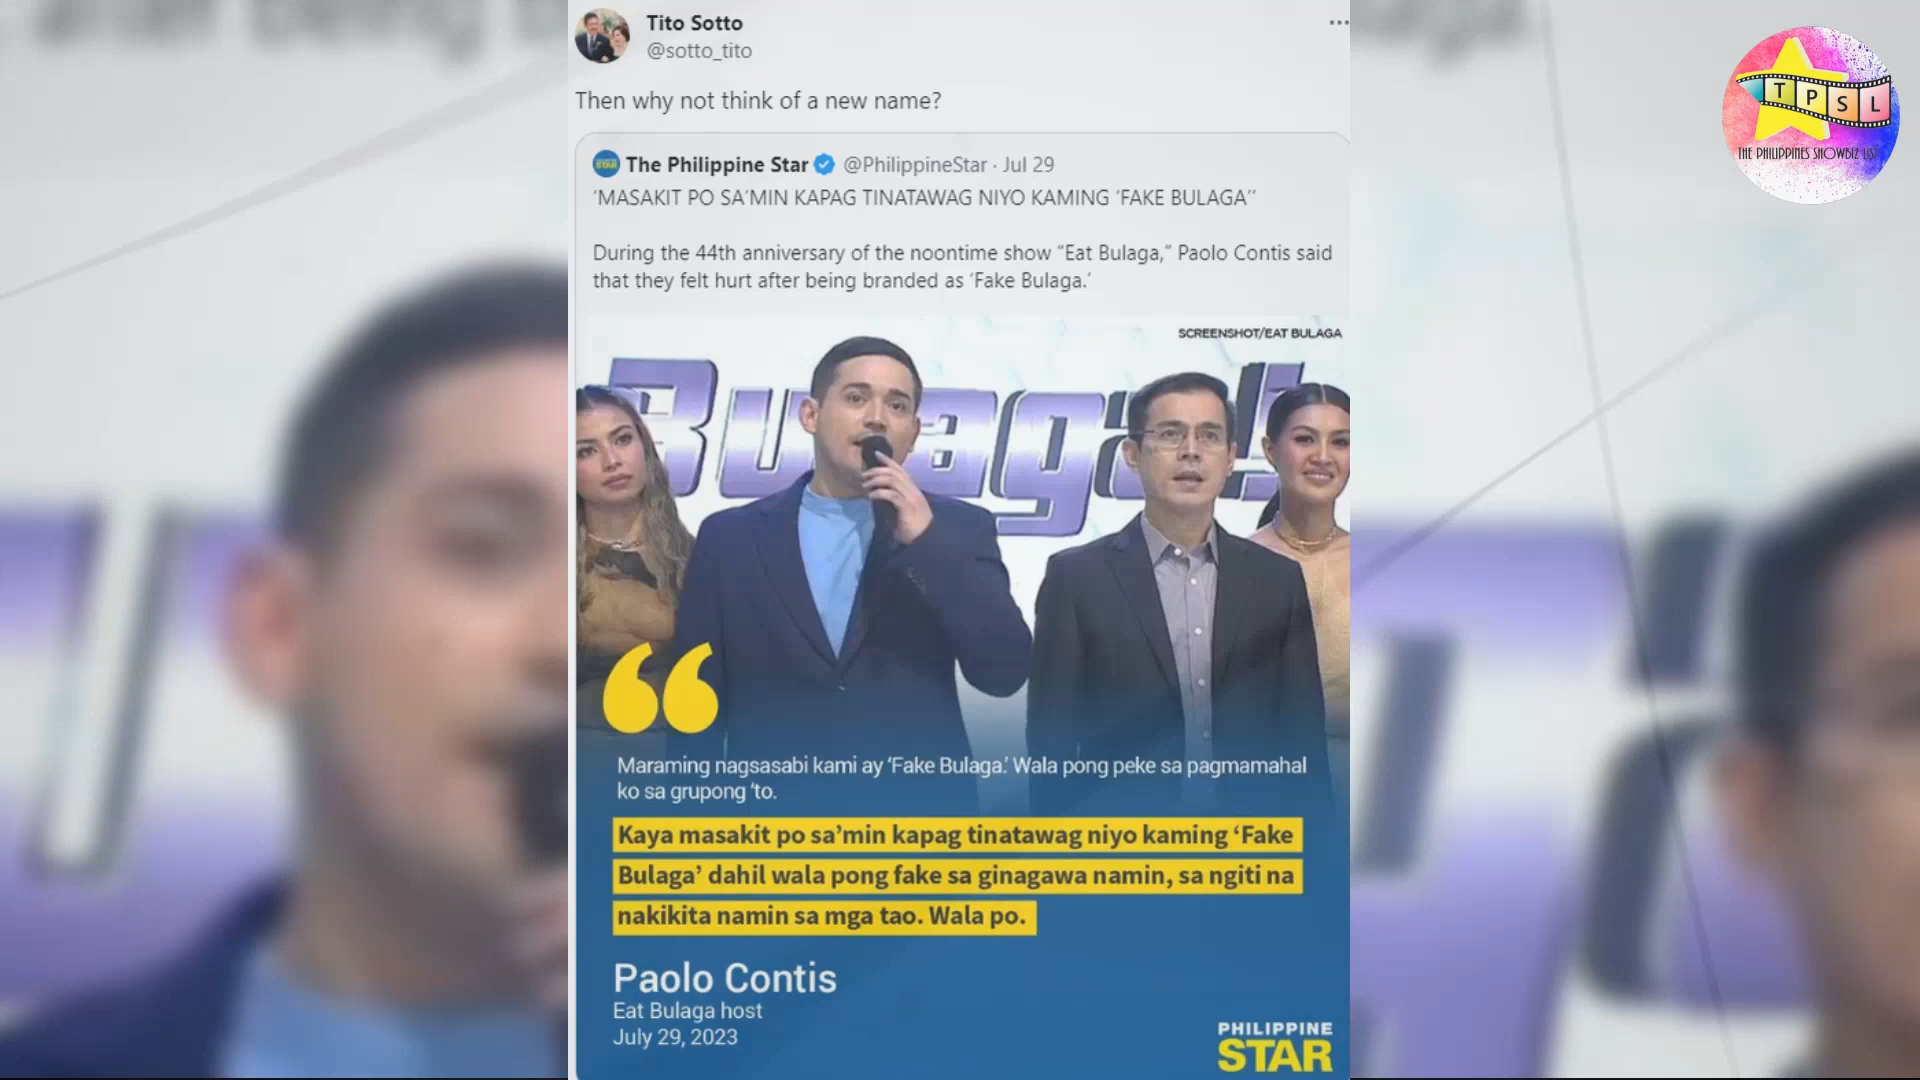 Tito Sotto
@sotto_tito
Then why not think of a new name?
The Philippine Star @PhilippineStar · Jul 29
‘MASAKIT PO SA’MIN KAPAG TINATAWAG NIYO KAMING ‘FAKE BULAGA’’
During the 44th anniversary of the noontime show “Eat Bulaga,” Paolo Contis said
that they felt hurt after being branded as ‘Fake Bulaga.’
SCREENSHOT/EAT BULAGA
Bulaga!
Maraming nagsasabi kami ay ‘Fake Bulaga.’ Wala pong peke sa pagmamahal
ko sa grupong ‘to.
Kaya masakit po sa’min kapag tinatawag niyo kaming ‘Fake
Bulaga’ dahil wala pong fake sa ginagawa namin, sa ngiti na
nakikita namin sa mga tao. Wala po.
Paolo Contis
Eat Bulaga host
July 29, 2023
PHILIPPINE
STAR
TPSL
THE PHILIPPINES SHOWBIZ LIST